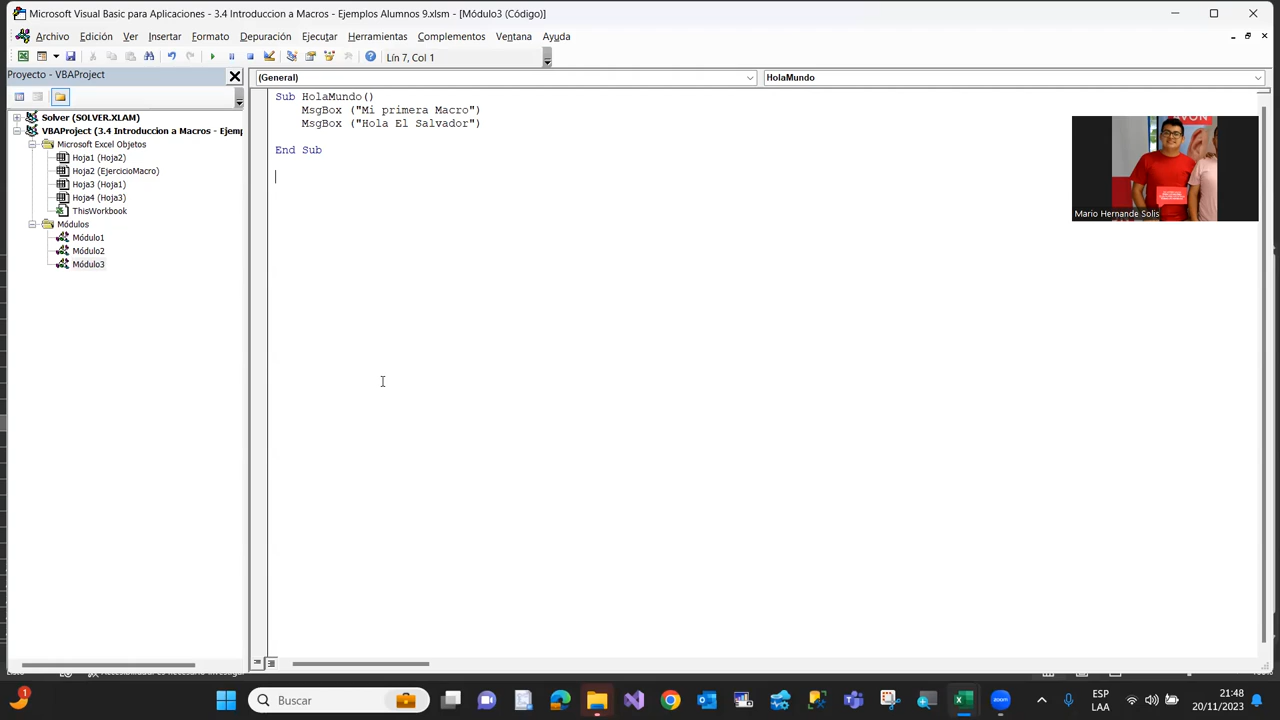 Microsoft Visual Basic para Aplicaciones - 3.4 Introduccion a Macros - Ejemplos Alumnos 9.xlsm - [Módulo3 (Código)]
Archivo Edición Ver Insertar Formato Depuración Ejecutar Herramientas Complementos Ventana Ayuda
Lín 7, Col 1
Proyecto - VBAProject
(General)
HolaMundo
Solver (SOLVER.XLAM)
VBAProject (3.4 Introduccion a Macros - Ejemp
Microsoft Excel Objetos
Hoja1 (Hoja2)
Hoja2 (EjercicioMacro)
Hoja3 (Hoja1)
Hoja4 (Hoja3)
ThisWorkbook
Módulos
Módulo1
Módulo2
Módulo3
Sub HolaMundo()
MsgBox ("Mi primera Macro")
MsgBox ("Hola El Salvador")
End Sub
AVON
Mario Hernande Solis
1
Buscar
zoom
ESP
LAA
21:48
20/11/2023